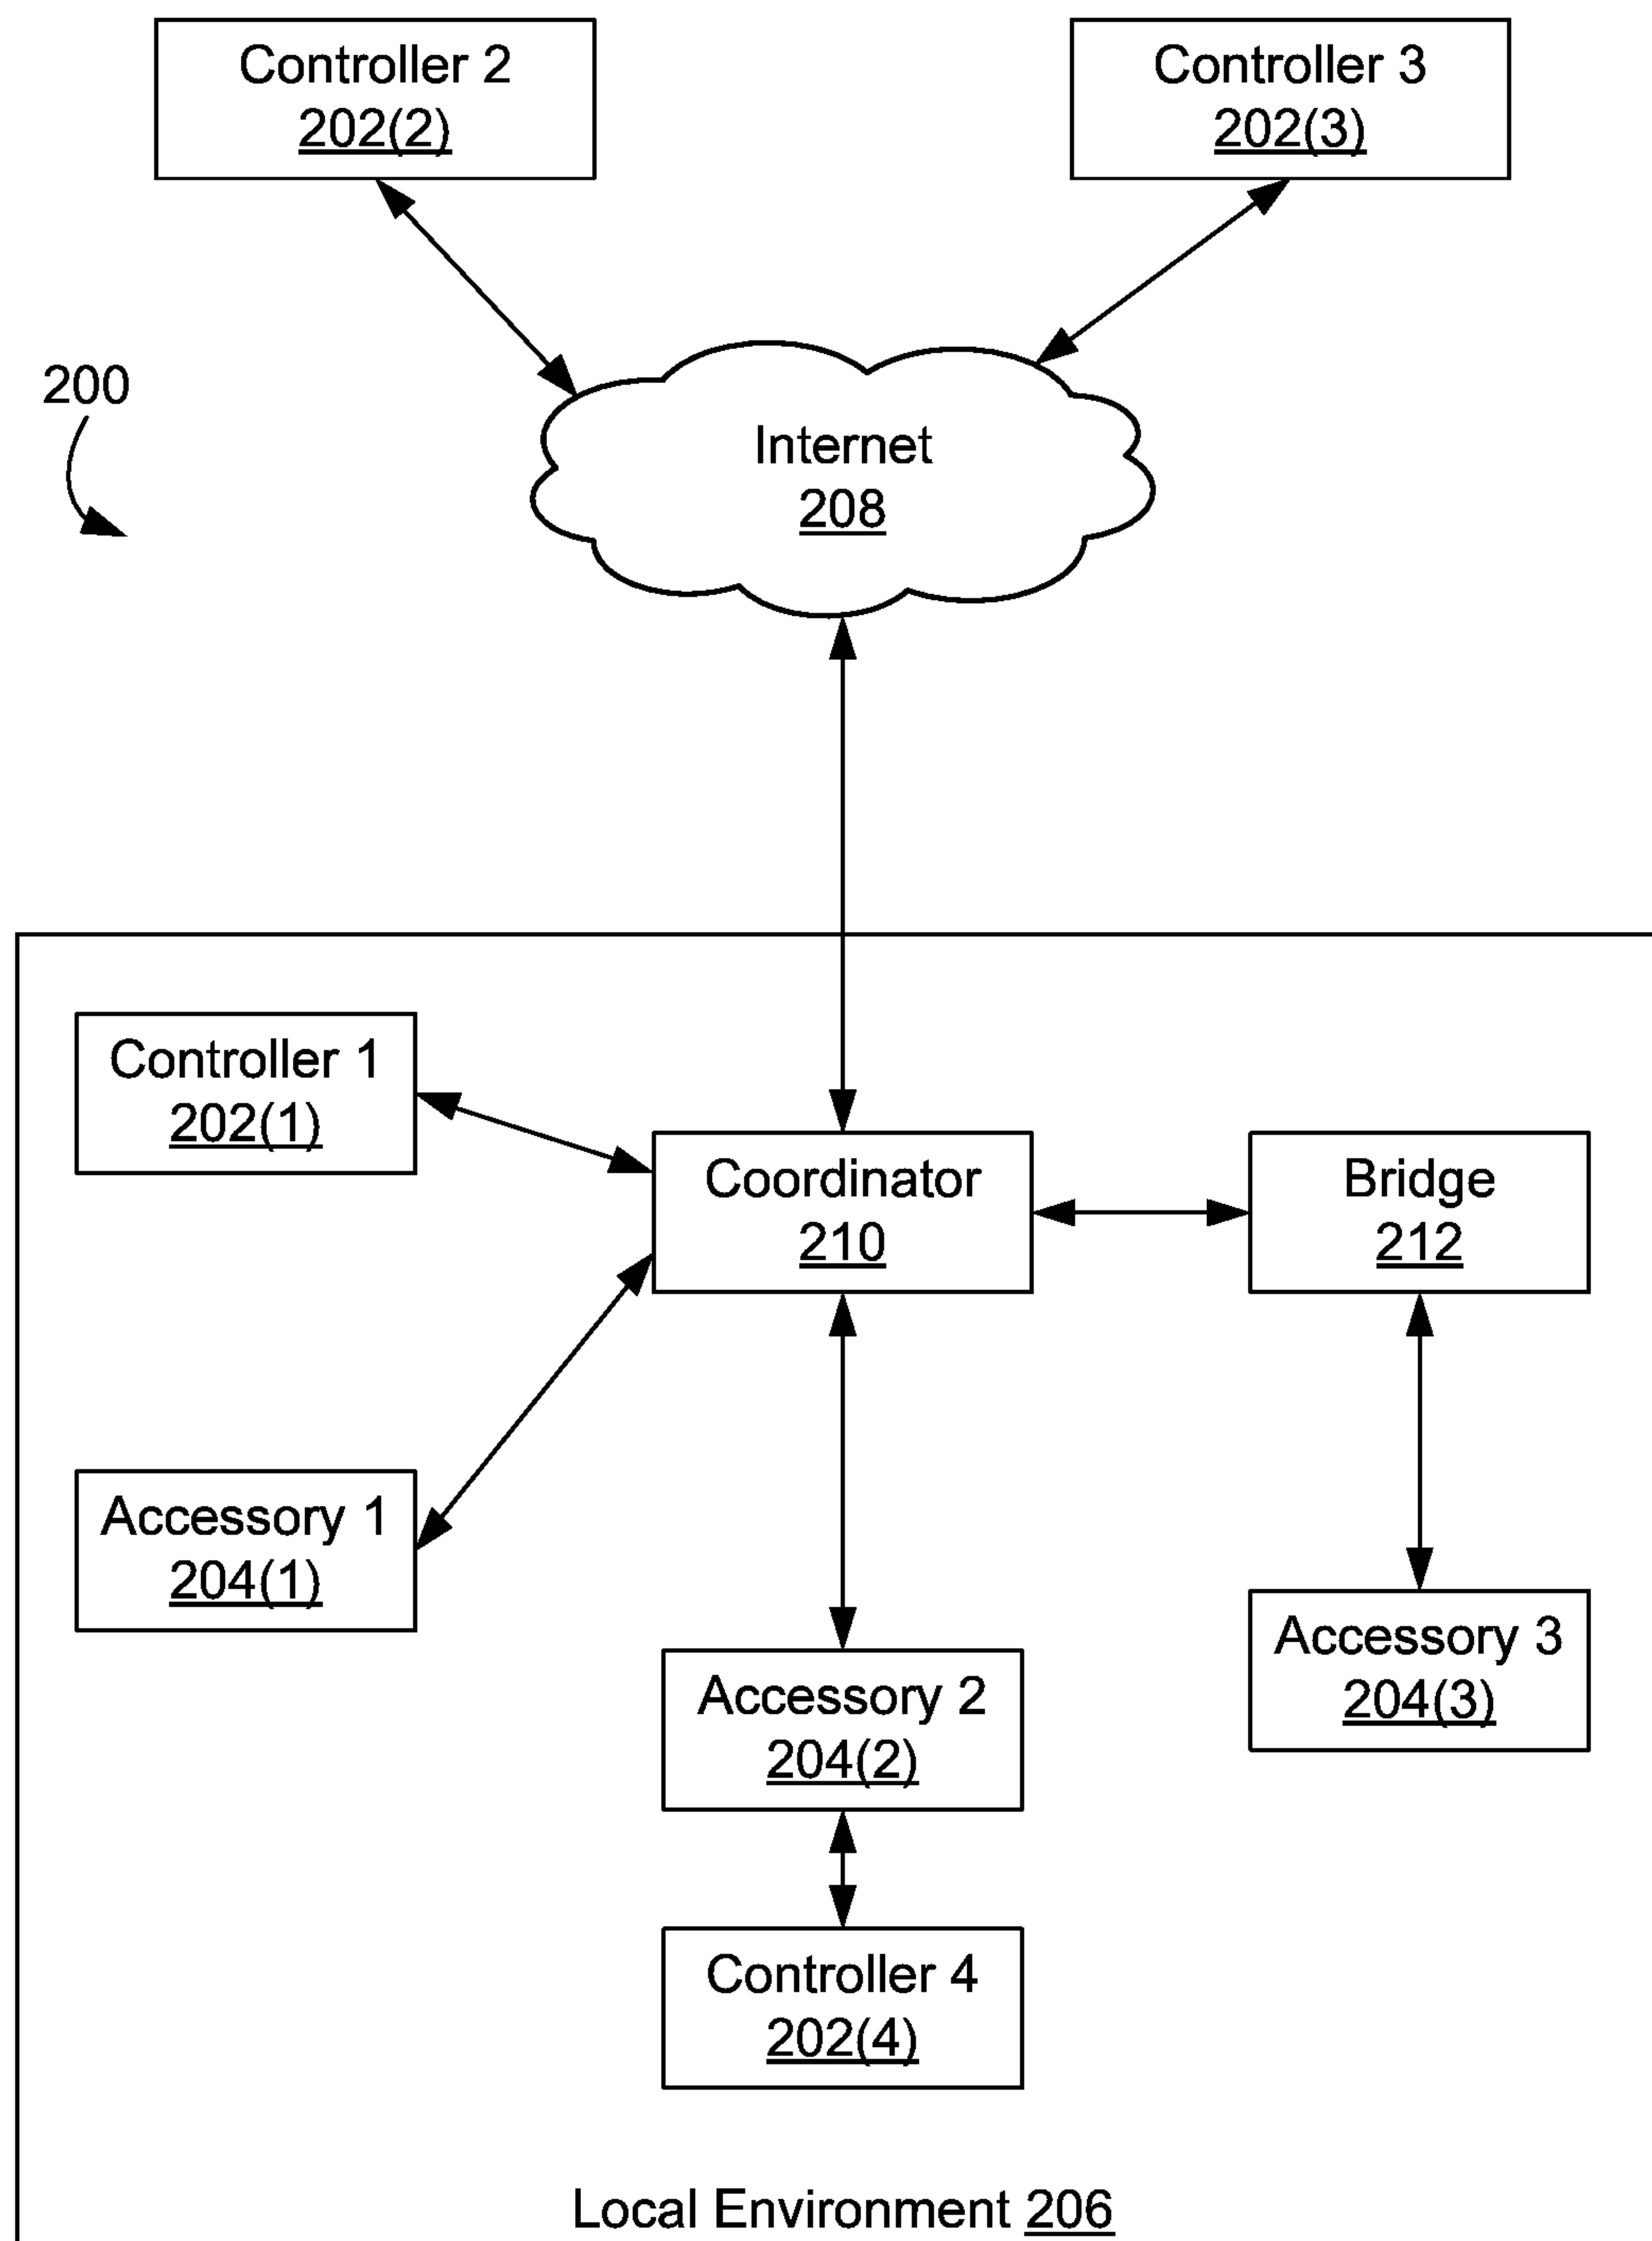 Controller 2
202(2)
Controller 3
202(3)
200
Internet
208
Controller 1
202(1)
Coordinator
210
Bridge
212
Accessory 1
204(1)
Accessory 2
204(2)
Accessory 3
204(3)
Controller 4
202(4)
Local Environment 206